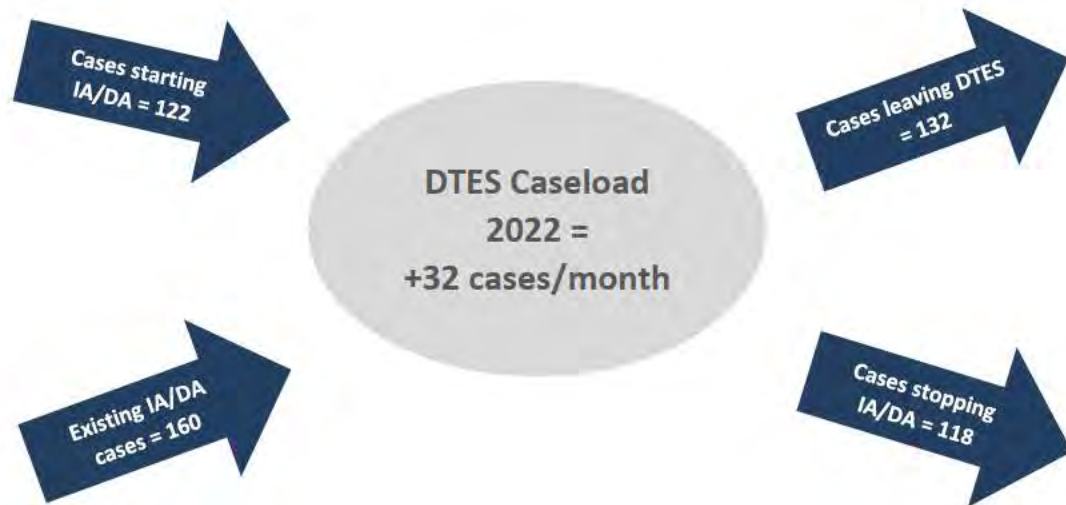 Cases starting
IA/DA = 122
Cases leaving DTES
= 132
DTES Caseload
2022 =
+32 cases/month
Existing IA/DA
cases = 160
Cases stopping
IA/DA = 118